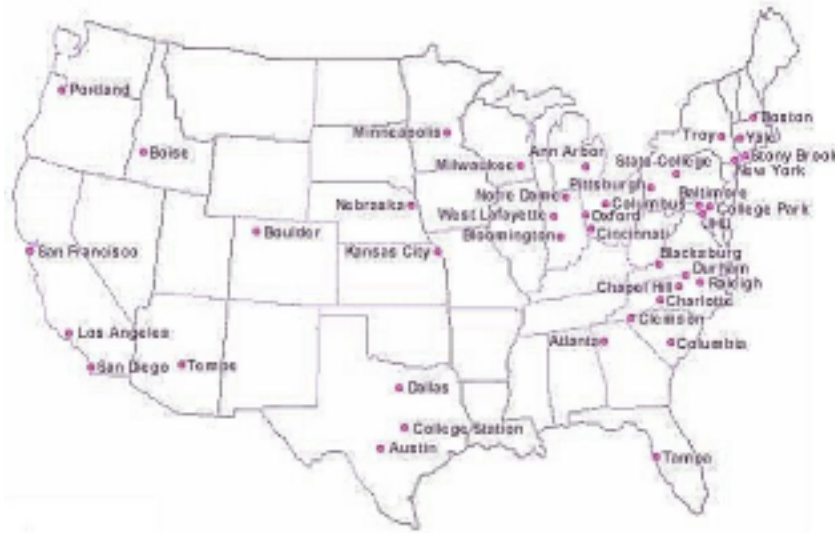 Portland
Boston
Minneapolis
Troy
Yale
Boise
Ann Arbor
Stony Brook
Milwaukee
State College
New York
Notre Dame
Pittsburgh
Baltimore
Nebraska
Columbus
College Park
West Lafayette
Oxford
Boulder
Bloomington
Cincinnati
San Francisco
Kansas City
Blacksburg
Durham
Chapel Hill
Raleigh
Charlotte
Clemson
Los Angeles
Atlanta
Columbia
San Diego
Tempe
Dallas
College Station
Austin
Tampa